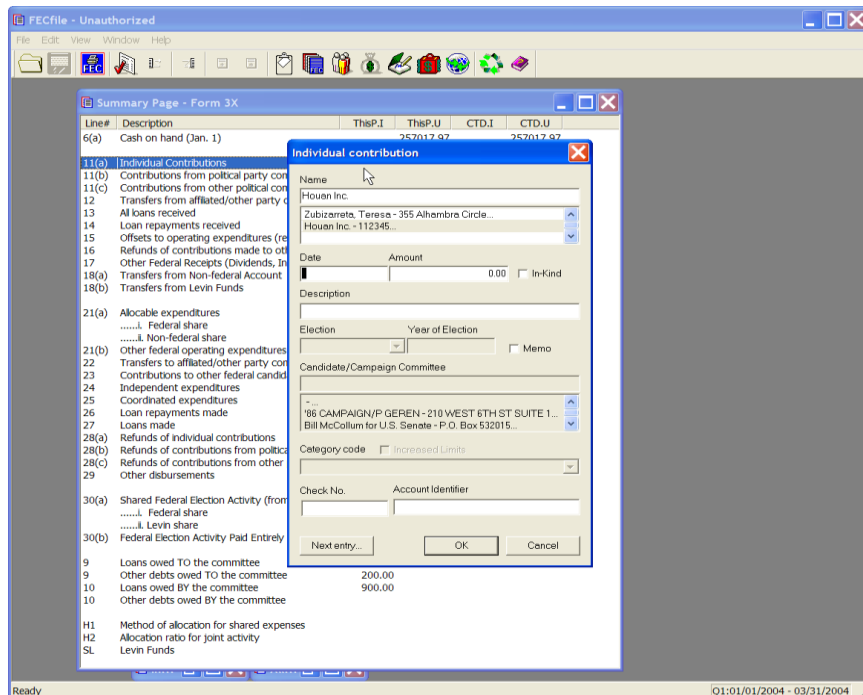 FECfile - Unauthorized
File Edit View Window Help
FEC
FEC
Summary Page - Form 3X
Line# Description ThisP.I ThisP.U CTD.I CTD.U
6(a) Cash on hand (Jan. 1) 257017.97 257017.97
11(a) Individual Contributions
11(b) Contributions from political party con
11(c) Contributions from other political con
12 Transfers from affiliated/other party c
13 All loans received
14 Loan repayments received
15 Offsets to operating expenditures (re
16 Refunds of contributions made to oth
17 Other Federal Receipts (Dividends, In
18(a) Transfers from Non-federal Account
18(b) Transfers from Levin Funds
21(a) Allocable expenditures
......i. Federal share
......ii. Non-federal share
21(b) Other federal operating expenditures
22 Transfers to affiliated/other party con
23 Contributions to other federal candid
24 Independent expenditures
25 Coordinated expenditures
26 Loan repayments made
27 Loans made
28(a) Refunds of individual contributions
28(b) Refunds of contributions from politica
28(c) Refunds of contributions from other
29 Other disbursements
30(a) Shared Federal Election Activity (from
......i. Federal share
......ii. Levin share
30(b) Federal Election Activity Paid Entirely
9 Loans owed TO the committee
9 Other debts owed TO the committee 200.00
10 Loans owed BY the committee 900.00
10 Other debts owed BY the committee
H1 Method of allocation for shared expenses
H2 Allocation ratio for joint activity
SL Levin Funds
Individual contribution
Name
Houan Inc.
Zubizarreta, Teresa - 355 Alhambra Circle...
Houan Inc. - 112345...
Date Amount
0.00 In-Kind
Description
Election Year of Election
Memo
Candidate/Campaign Committee
- ...
'86 CAMPAIGN/P GEREN - 210 WEST 6TH ST SUITE 1...
Bill McCollum for U.S. Senate - P.O. Box 532015...
Category code Increased Limits
Check No. Account Identifier
Next entry... OK Cancel
Ready Q1:01/01/2004 - 03/31/2004